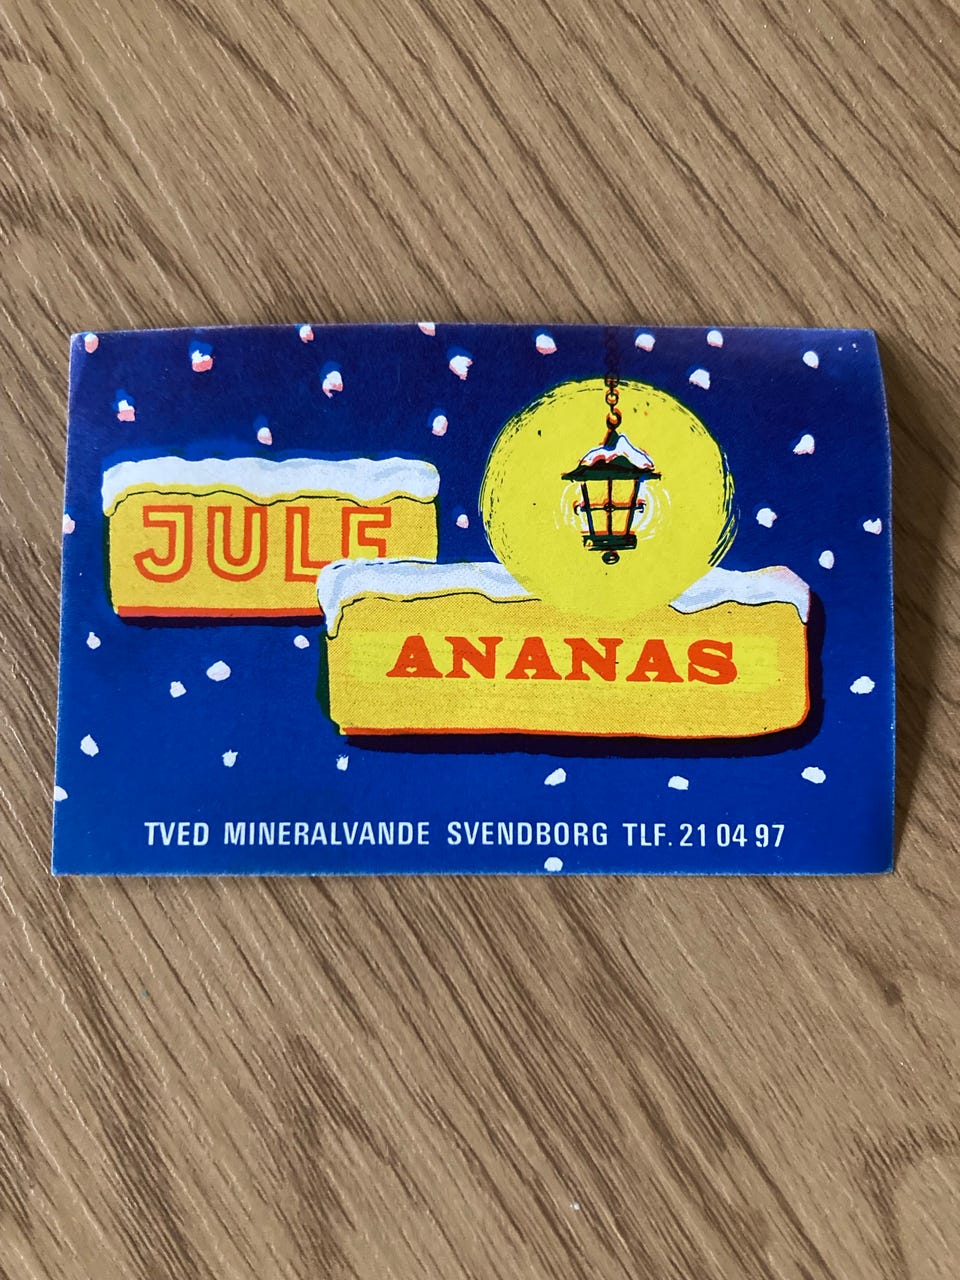 JULE
ANANAS
TVED MINERALVANDE SVENDBORG TLF. 21 04 97